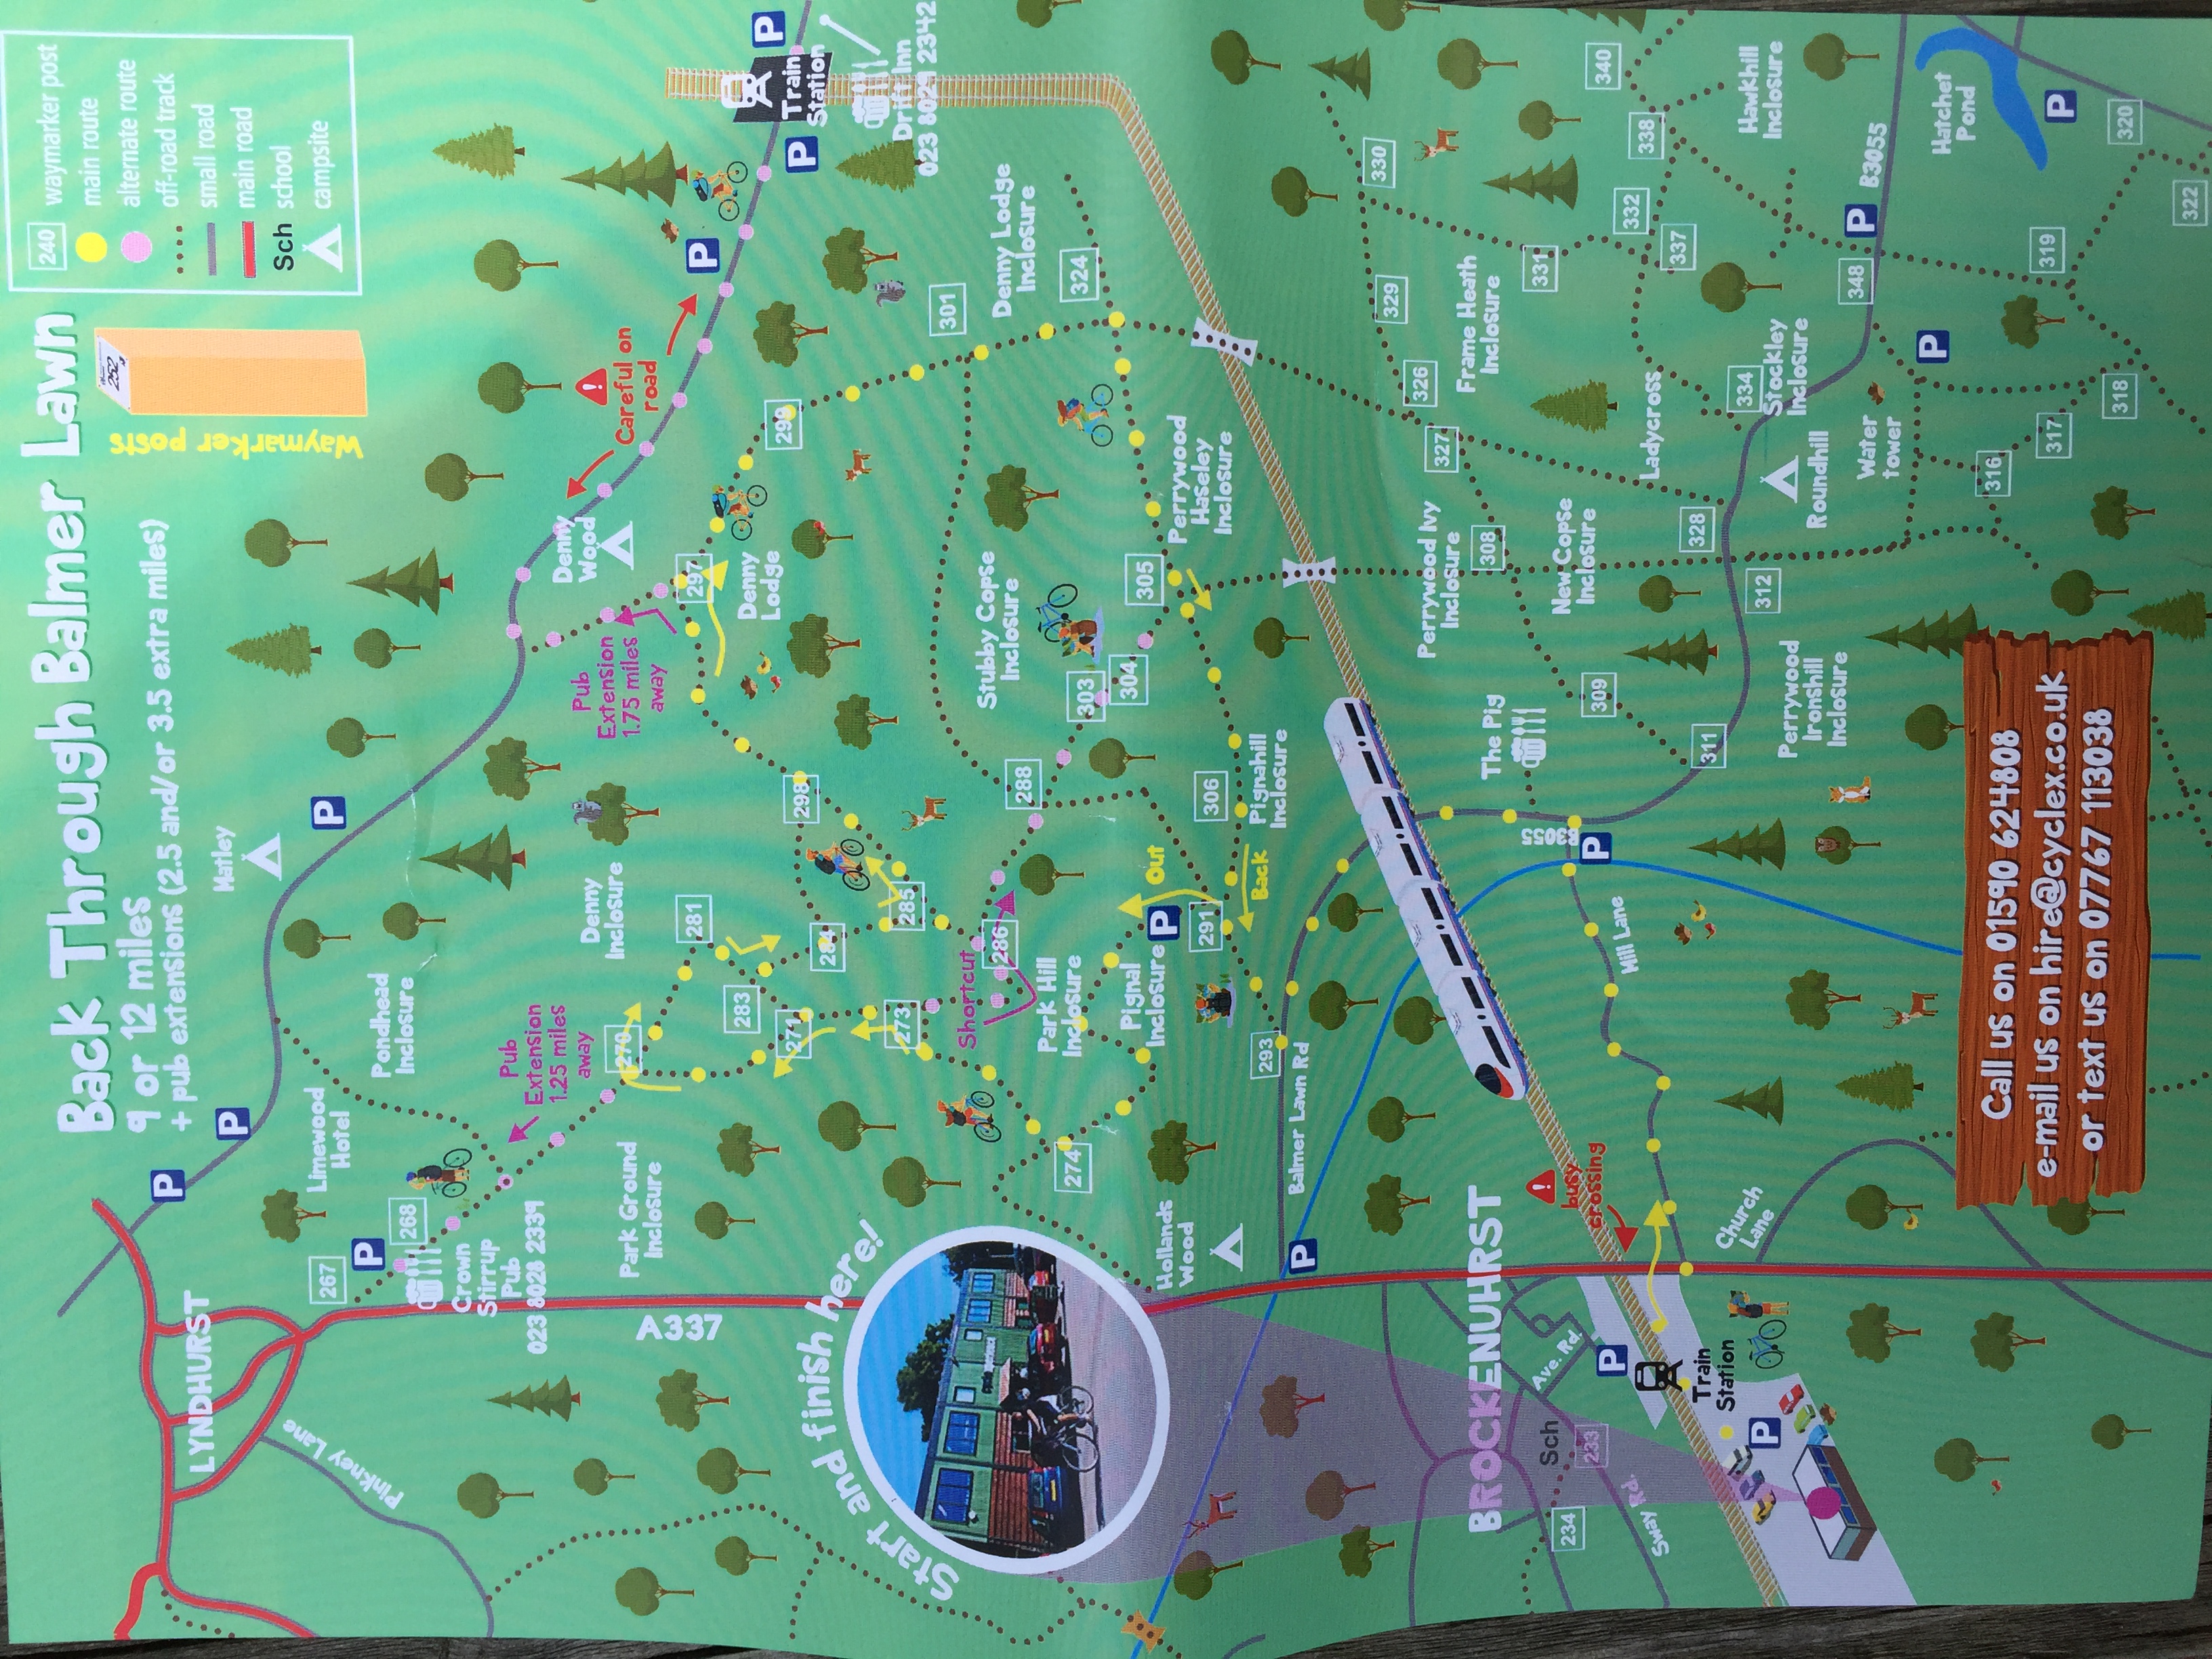 Back Through Balmer Lawn
9 or 12 miles
+ pub extensions (2.5 and/or 3.5 extra miles)
Waymarker posts
252
240 waymarker post
main route
alternate route
off-road track
small road
main road
Sch school
campsite
LYNDHURST
P
P
Matley
P
Pinkney Lane
267
P
Limewood
Hotel
268
Pondhead
Inclosure
Crown
Stirrup
Pub
023 8028 2339
Pub
Extension
1.25 miles
away
Denny
Inclosure
Pub
Extension
1.75 miles
away
Denny
Wood
Careful on
road
Park Ground
Inclosure
270
A337
281
297
P
283
Denny
Lodge
299
271
298
284
P
Train
Station
P
Drift Inn
023 8029 2342
Start and finish here!
273
285
301
Shortcut
286
288
Stubby Copse
Inclosure
Denny Lodge
Inclosure
274
Park Hill
Inclosure
303
324
304
305
Pignal
Inclosure
P
Out
Hollands
Wood
291
306
Perrywood
Haseley
Inclosure
Back
Pignahill
Inclosure
293
Balmer Lawn Rd
P
330
329
326
327
Perrywood Ivy
Inclosure
308
Frame Heath
Inclosure
BROCKENUHRST
The Pig
331
Sch
Ave. Rd.
busy
crossing
B3055
234
233
P
P
New Copse
Inclosure
309
340
332
338
Mill Lane
Sway Rd.
Ladycross
337
Train
Station
311
328
P
Church
Lane
312
334
Stockley
Inclosure
Hawkhill
Inclosure
Perrywood
Ironshill
Inclosure
Roundhill
348
P
B3055
Water
tower
P
Hatchet
Pond
316
317
319
P
318
320
322
Call us on 01590 624808
e-mail us on hire@cyclex.co.uk
or text us on 07767 113038